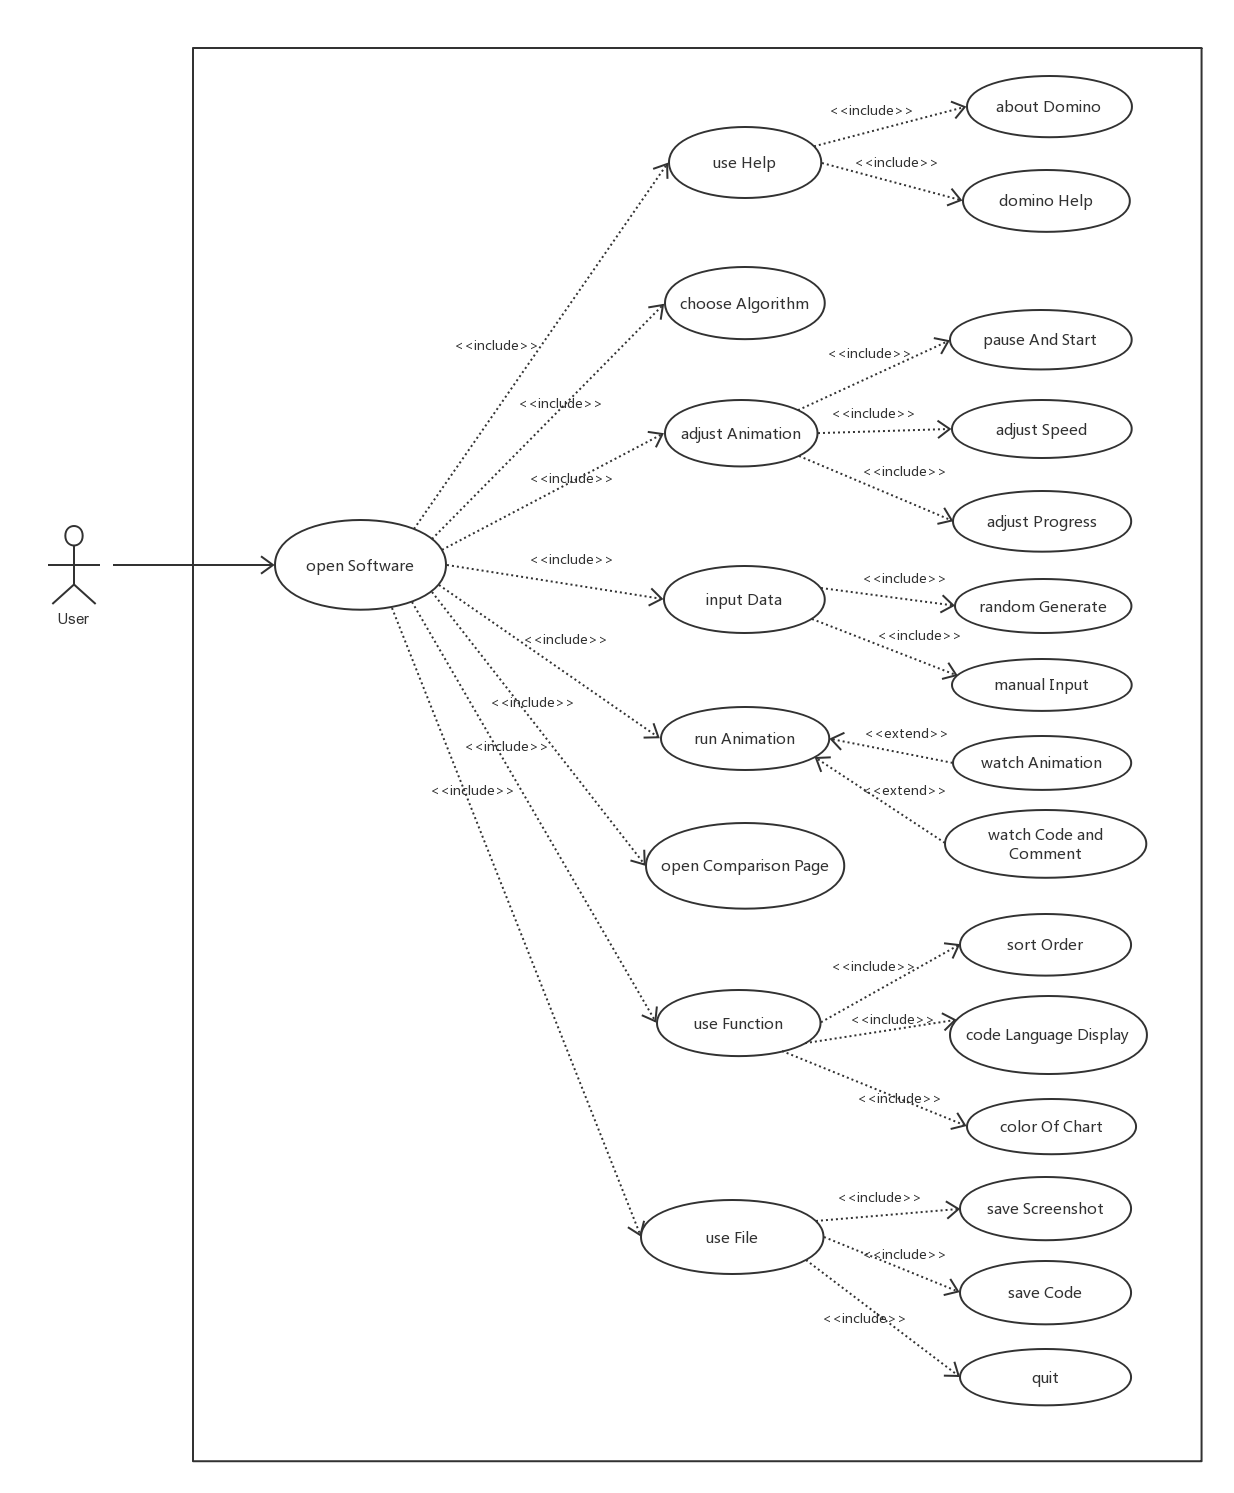 <<include>>
about Domino
use Help
<<include>>
domino Help
choose Algorithm
<<include>>
pause And Start
<<include>>
<<include>>
adjust Animation
<<include>>
adjust Speed
<<include>>
<<include>>
adjust Progress
User
open Software
<<include>>
input Data
<<include>>
random Generate
<<include>>
manual Input
<<include>>
run Animation
<<extend>>
watch Animation
<<include>>
<<include>>
<<include>>
<<extend>>
watch Code and
Comment
open Comparison Page
<<include>>
sort Order
use Function
<<include>>
code Language Display
<<include>>
color Of Chart
<<include>>
save Screenshot
use File
<<include>>
save Code
<<include>>
quit